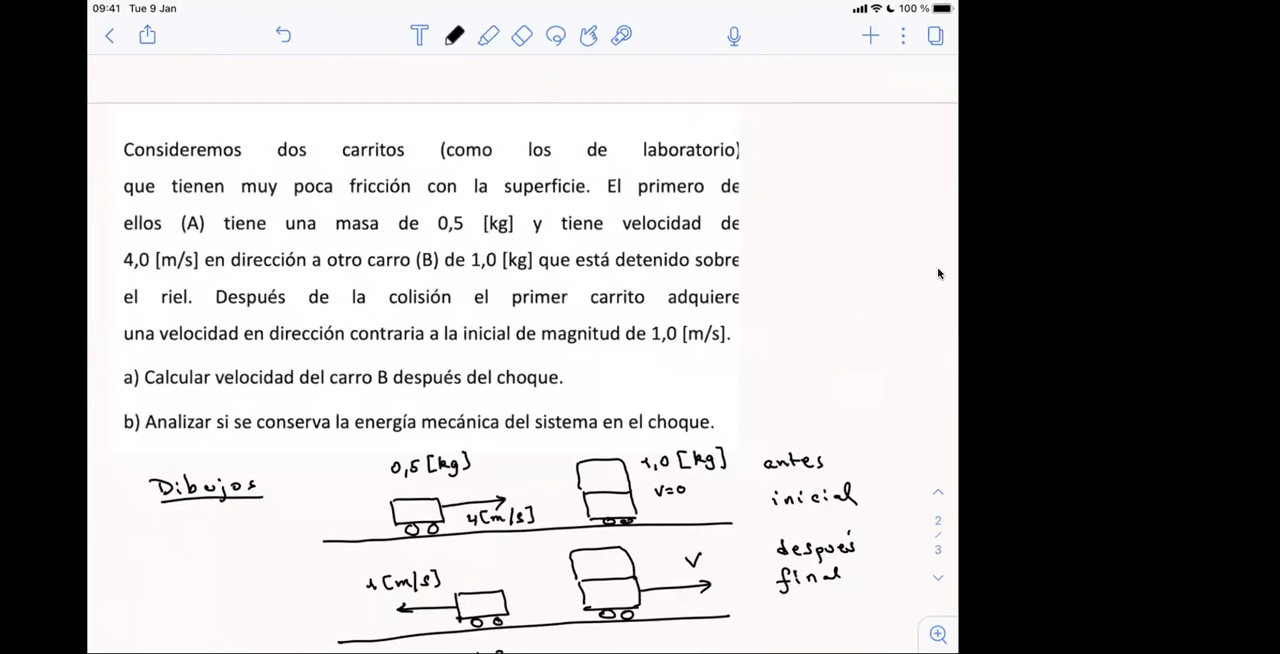 09:41 Tue 9 Jan
100 %
Consideremos dos carritos (como los de laboratorio)
que tienen muy poca fricción con la superficie. El primero de
ellos (A) tiene una masa de 0,5 [kg] y tiene velocidad de
4,0 [m/s] en dirección a otro carro (B) de 1,0 [kg] que está detenido sobre
el riel. Después de la colisión el primer carrito adquiere
una velocidad en dirección contraria a la inicial de magnitud de 1,0 [m/s].
a) Calcular velocidad del carro B después del choque.
b) Analizar si se conserva la energía mecánica del sistema en el choque.
Dibujos
0,5 [kg]
4[m/s]
1,0 [kg]
v=0
antes
inicial
1[m/s]
v
después
final
2
/
3